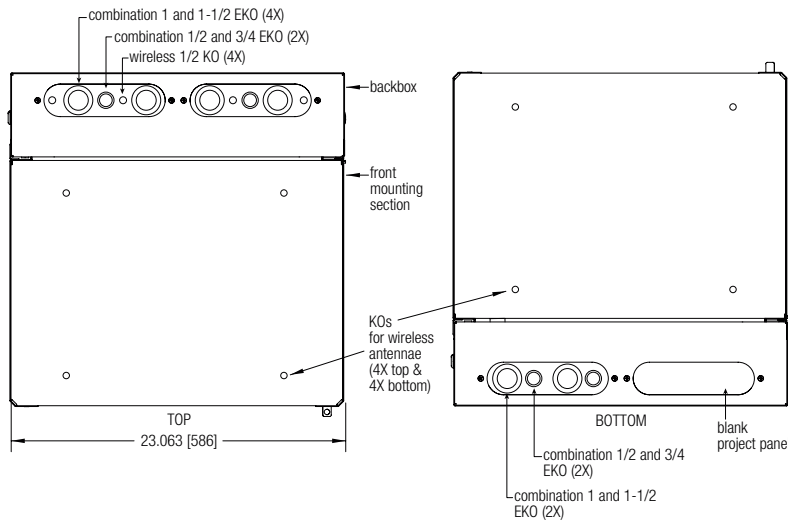 combination 1 and 1-1/2 EKO (4X)
combination 1/2 and 3/4 EKO (2X)
wireless 1/2 KO (4X)
backbox
front
mounting
section
KOs
for wireless
antennae
(4X top &
4X bottom)
TOP
23.063 [586]
BOTTOM
blank
project pane
combination 1/2 and 3/4
EKO (2X)
combination 1 and 1-1/2
EKO (2X)